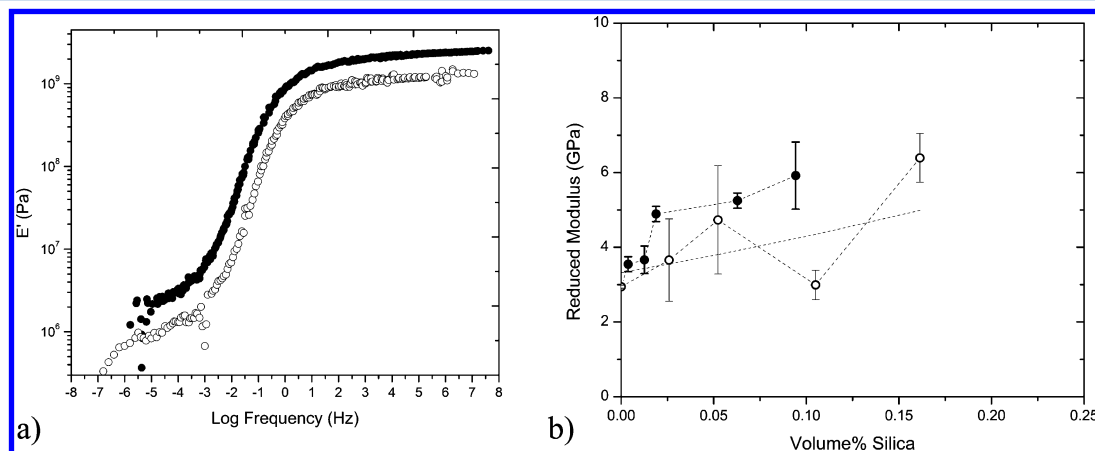 10⁹
10⁸
10⁷
10⁶
E' (Pa)
-8 -7 -6 -5 -4 -3 -2 -1 0 1 2 3 4 5 6 7 8
Log Frequency (Hz)
a)
10
8
6
4
2
0
Reduced Modulus (GPa)
0.00 0.05 0.10 0.15 0.20 0.25
Volume% Silica
b)